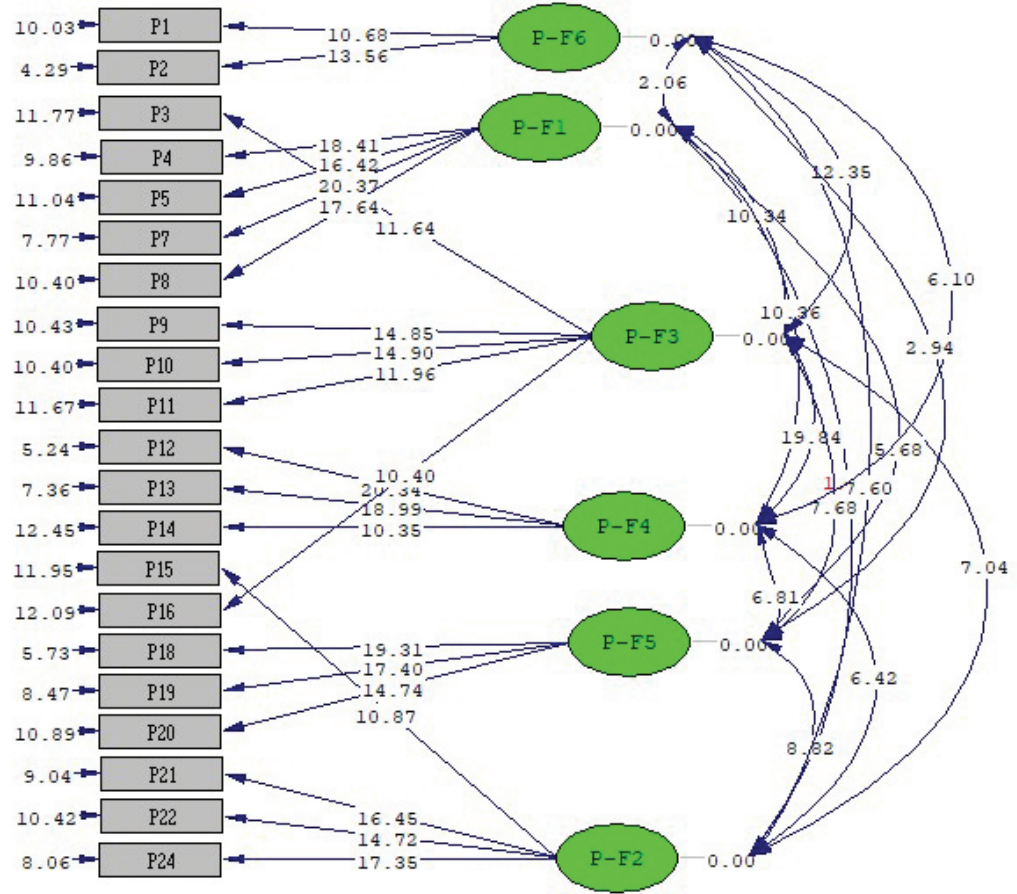 10.03 P1 10.68 P-F6 0.00
4.29 P2 13.56
2.06
11.77 P3
P-F1 0.00
9.86 P4 18.41
16.42
12.35
11.04 P5 20.37
17.64
10.34
7.77 P7 11.64
10.40 P8 6.10
10.36
10.43 P9 14.85 P-F3 0.00
10.40 P10 14.90 2.94
11.96
11.67 P11
5.24 P12 19.84 5.68
10.40
7.36 P13 20.34 1 7.60
18.99 7.68
12.45 P14 10.35 P-F4 0.00
11.95 P15 7.04
12.09 P16 6.81
5.73 P18 19.31 P-F5 0.00
17.40
8.47 P19 14.74 6.42
10.89 P20 10.87
8.82
9.04 P21
10.42 P22 16.45
14.72
8.06 P24 17.35 P-F2 0.00